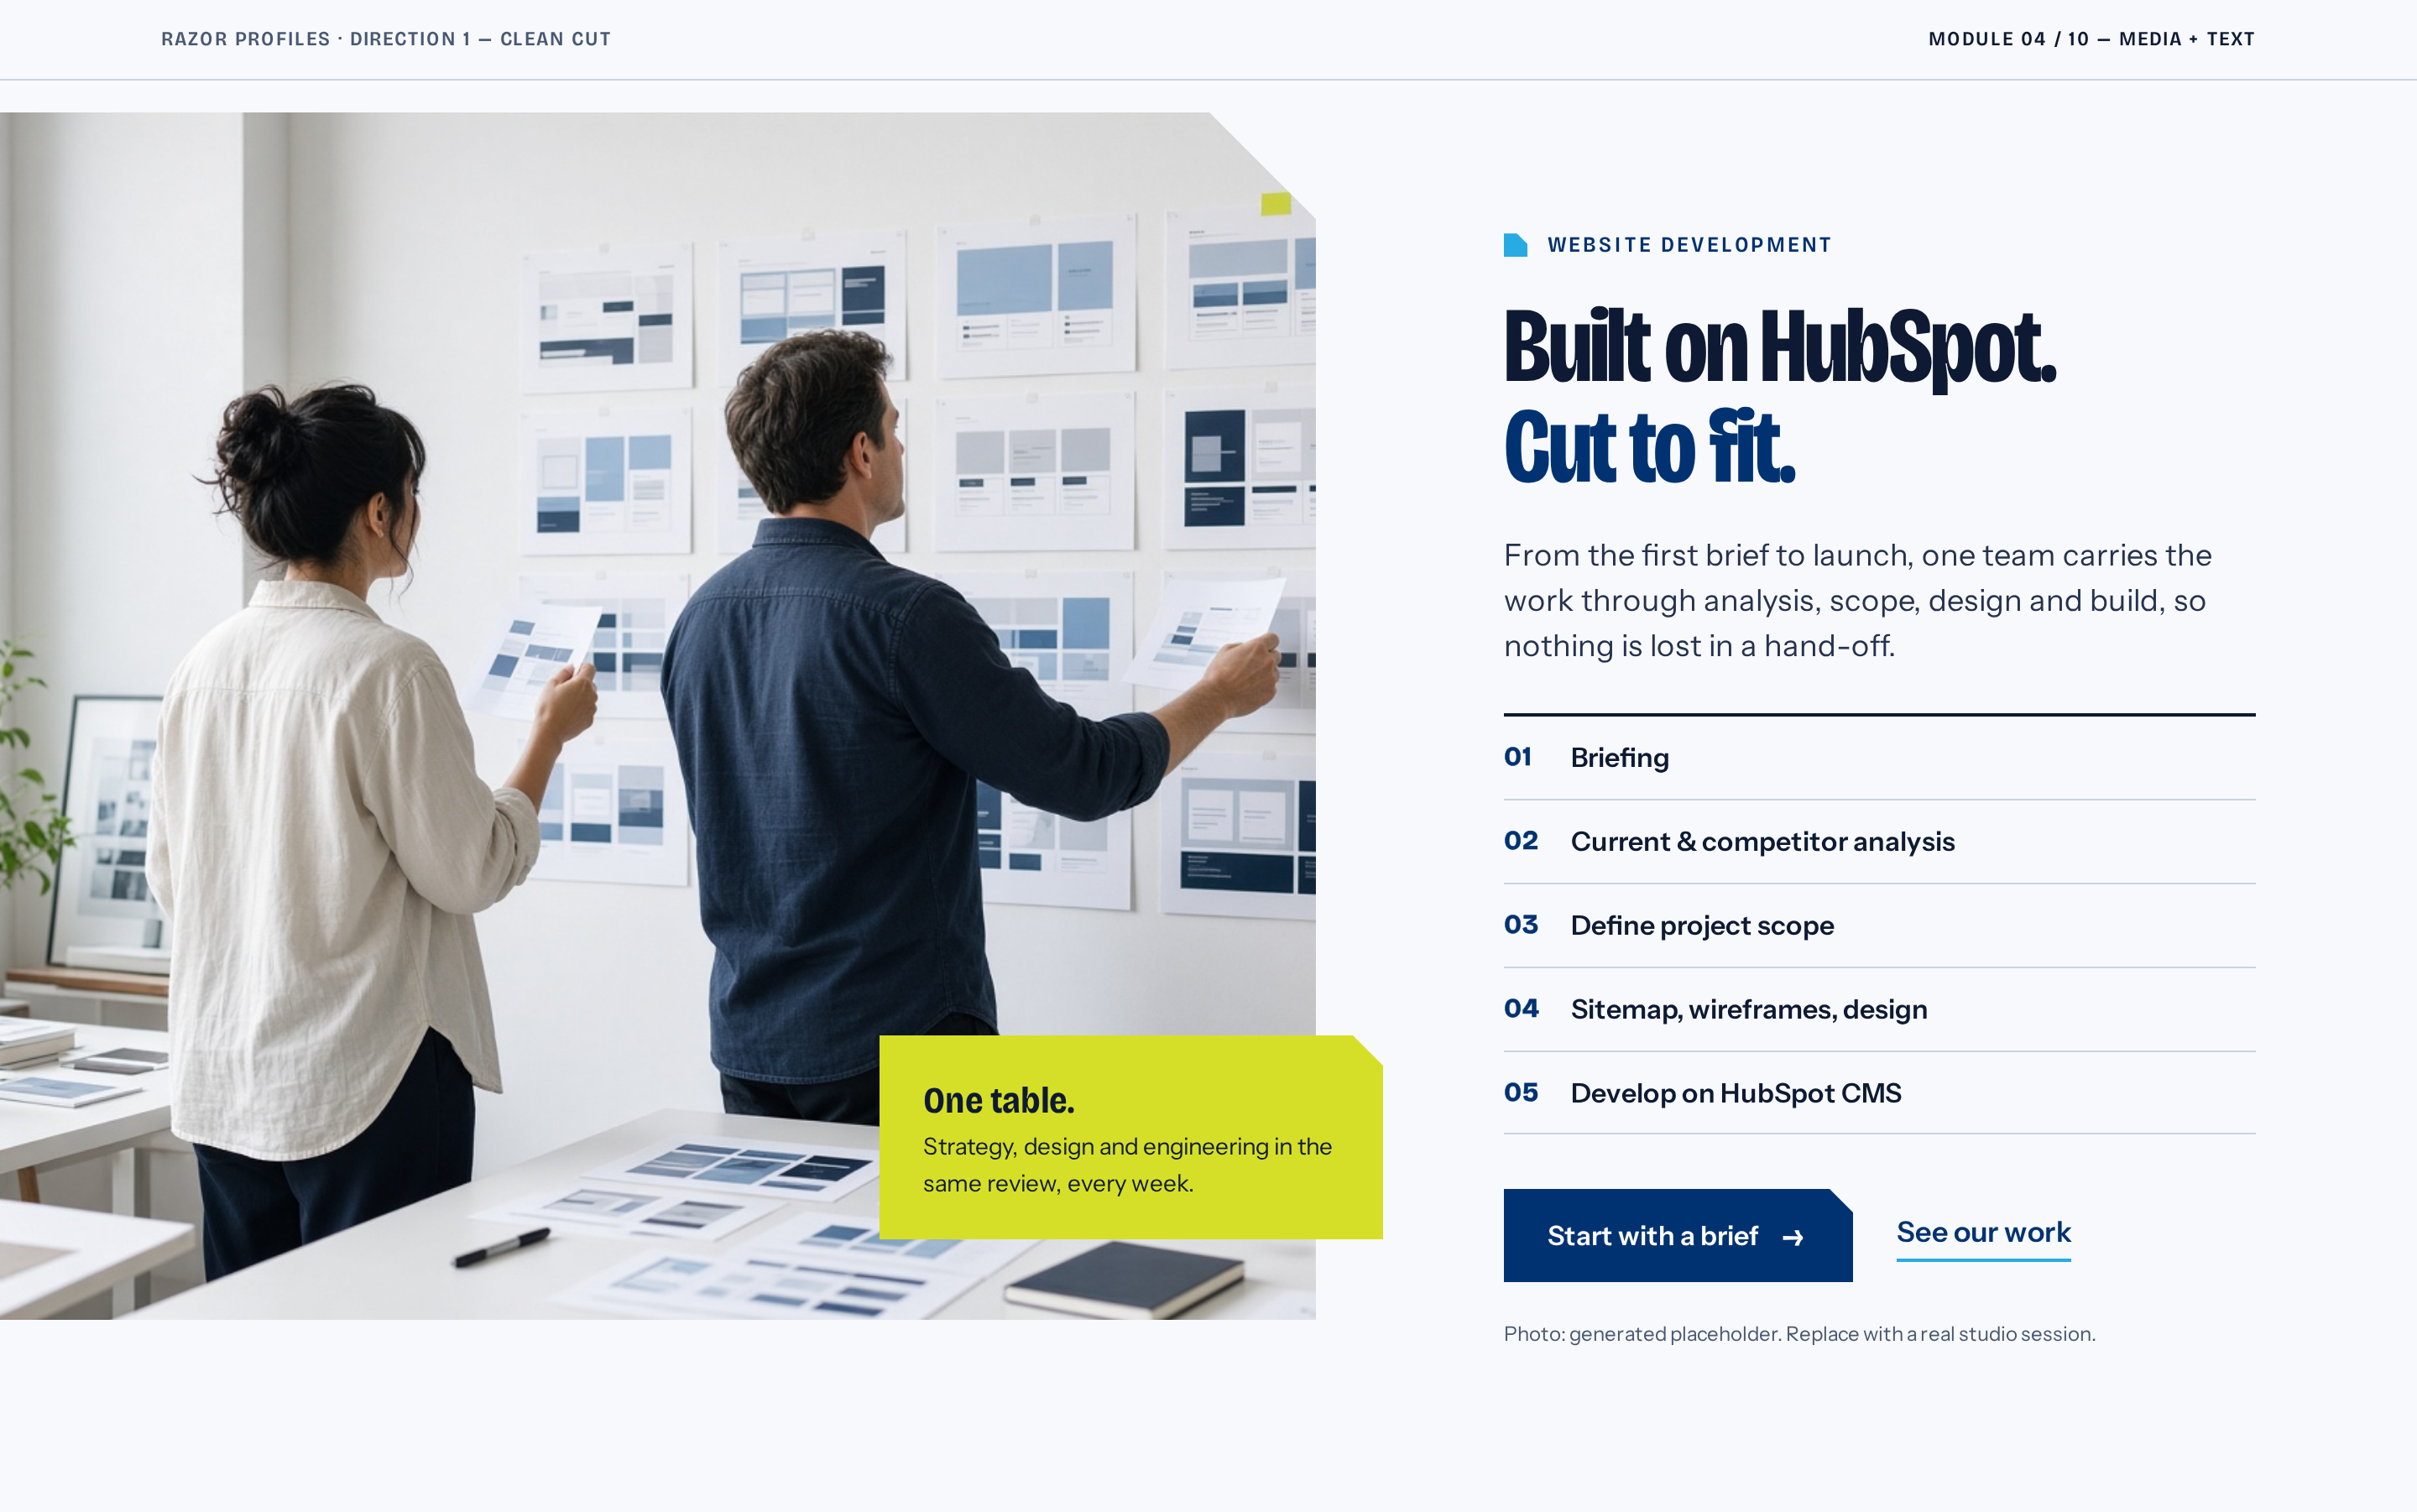 RAZOR PROFILES · DIRECTION 1 — CLEAN CUT
MODULE 04 / 10 — MEDIA + TEXT
WEBSITE DEVELOPMENT
Built on HubSpot.
Cut to fit.
From the first brief to launch, one team carries the
work through analysis, scope, design and build, so
nothing is lost in a hand-off.
01 Briefing
02 Current & competitor analysis
03 Define project scope
04 Sitemap, wireframes, design
05 Develop on HubSpot CMS
One table.
Strategy, design and engineering in the
same review, every week.
Start with a brief →
See our work
Photo: generated placeholder. Replace with a real studio session.